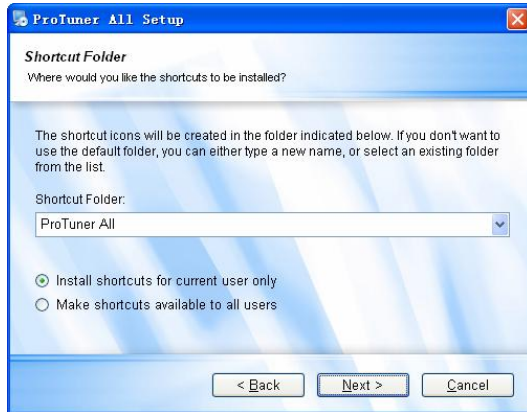 ProTuner All Setup
Shortcut Folder
Where would you like the shortcuts to be installed?
The shortcut icons will be created in the folder indicated below. If you don't want to
use the default folder, you can either type a new name, or select an existing folder
from the list.
Shortcut Folder:
ProTuner All
Install shortcuts for current user only
Make shortcuts available to all users
< Back Next > Cancel